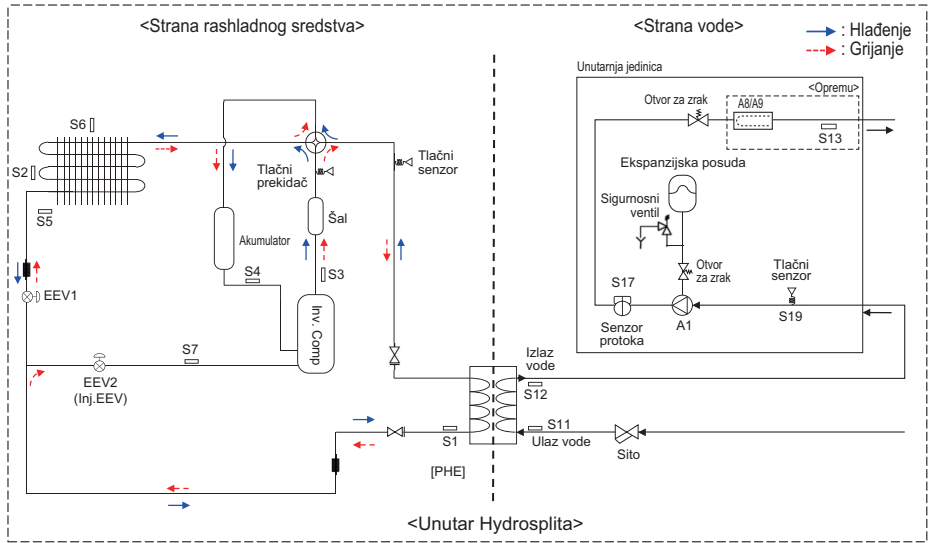 <Strana rashladnog sredstva>
<Strana vode>
: Hlađenje
: Grijanje
Unutarnja jedinica
<Opremu>
Otvor za zrak
A8/A9
S13
S6
S2
S5
Tlačni
prekidač
Tlačni
senzor
Šal
Akumulator
S4
S3
Inv. Comp
EEV1
EEV2
(Inj.EEV)
S7
Ekspanzijska posuda
Sigurnosni
ventil
Otvor
za zrak
S17
Senzor
protoka
A1
Tlačni
senzor
S19
Izlaz
vode
S12
S11
Ulaz vode
Sito
S1
[PHE]
<Unutar Hydrosplita>